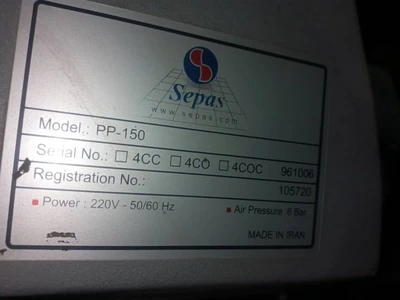 Sepas
www.sepas.com
Model.: PP-150
Serial No.: ☐ 4CC ☐ 4CO ☐ 4COC 961006
Registration No.: 105720
▪ Power : 220V - 50/60 Hz ▪ Air Pressure :6 Bar
MADE IN IRAN